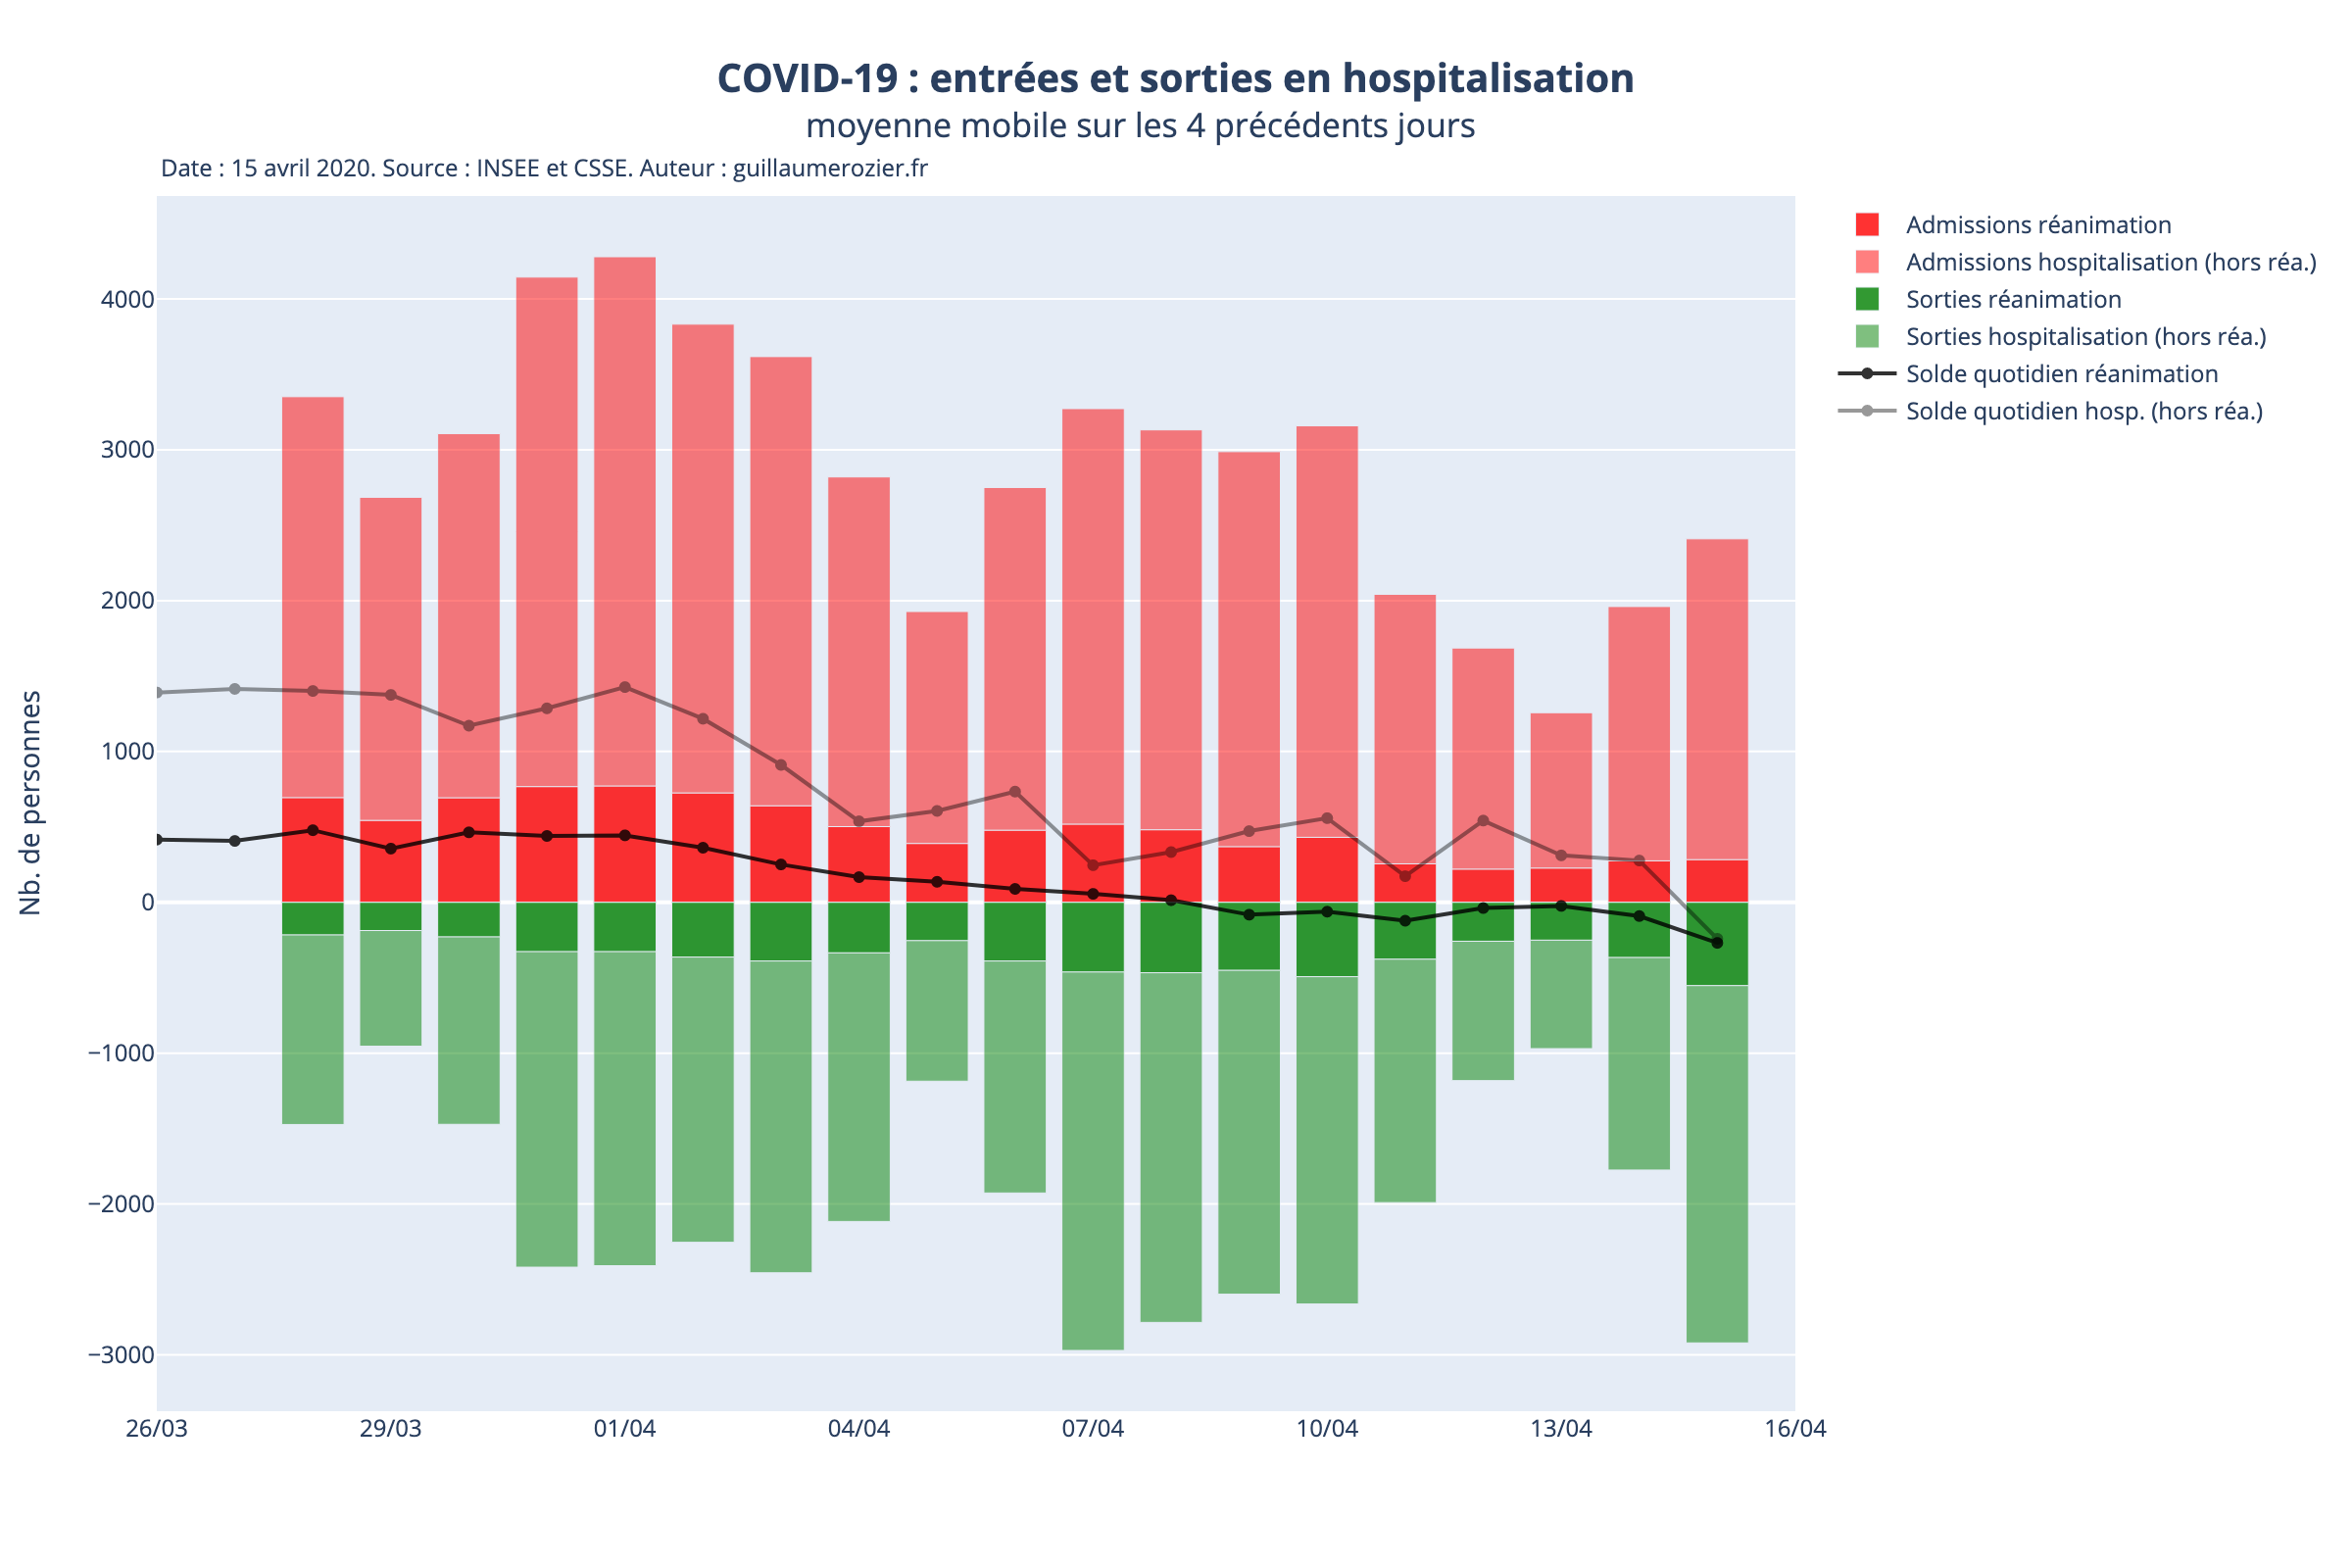 COVID-19 : entrées et sorties en hospitalisation
moyenne mobile sur les 4 précédents jours
Date : 15 avril 2020. Source : INSEE et CSSE. Auteur : guillaumerozier.fr
Admissions réanimation
Admissions hospitalisation (hors réa.)
Sorties réanimation
Sorties hospitalisation (hors réa.)
Solde quotidien réanimation
Solde quotidien hosp. (hors réa.)
Nb. de personnes
4000
3000
2000
1000
0
−1000
−2000
−3000
26/03 29/03 01/04 04/04 07/04 10/04 13/04 16/04